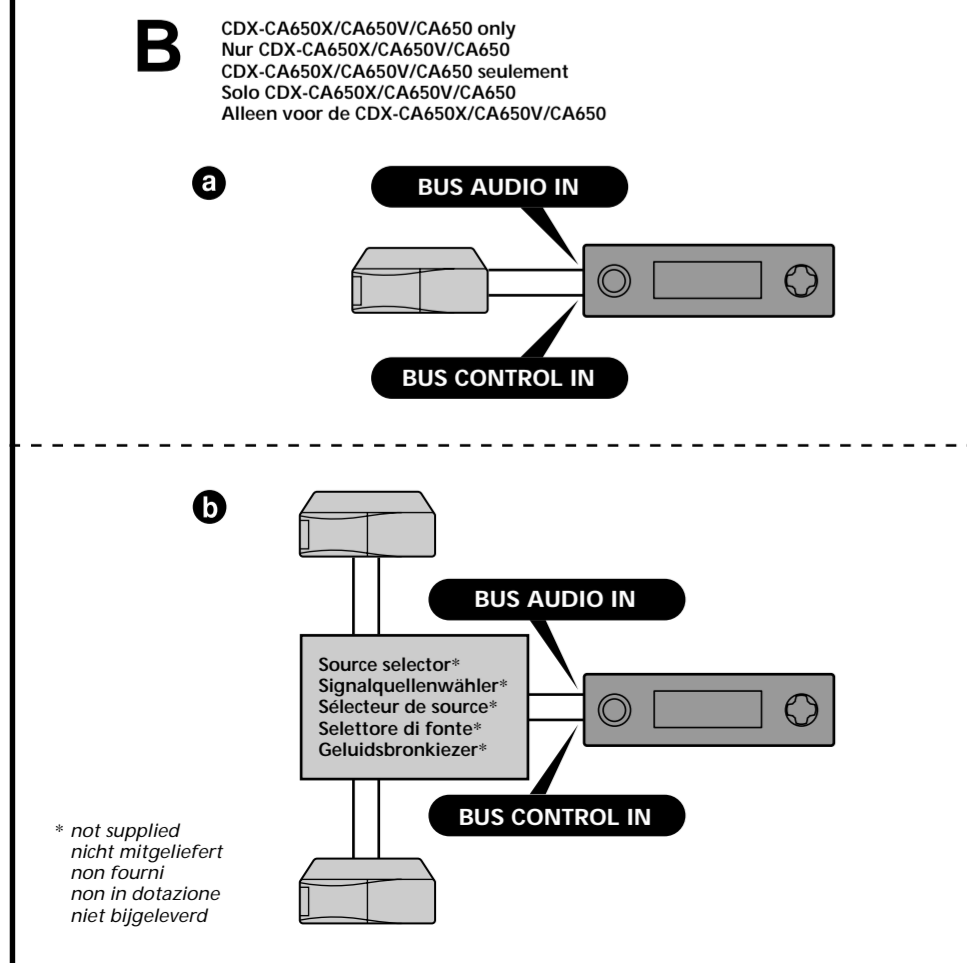 B
CDX-CA650X/CA650V/CA650 only
Nur CDX-CA650X/CA650V/CA650
CDX-CA650X/CA650V/CA650 seulement
Solo CDX-CA650X/CA650V/CA650
Alleen voor de CDX-CA650X/CA650V/CA650
a
BUS AUDIO IN
BUS CONTROL IN
b
BUS AUDIO IN
Source selector*
Signalquellenwähler*
Sélecteur de source*
Selettore di fonte*
Geluidsbronkiezer*
BUS CONTROL IN
* not supplied
nicht mitgeliefert
non fourni
non in dotazione
niet bijgeleverd